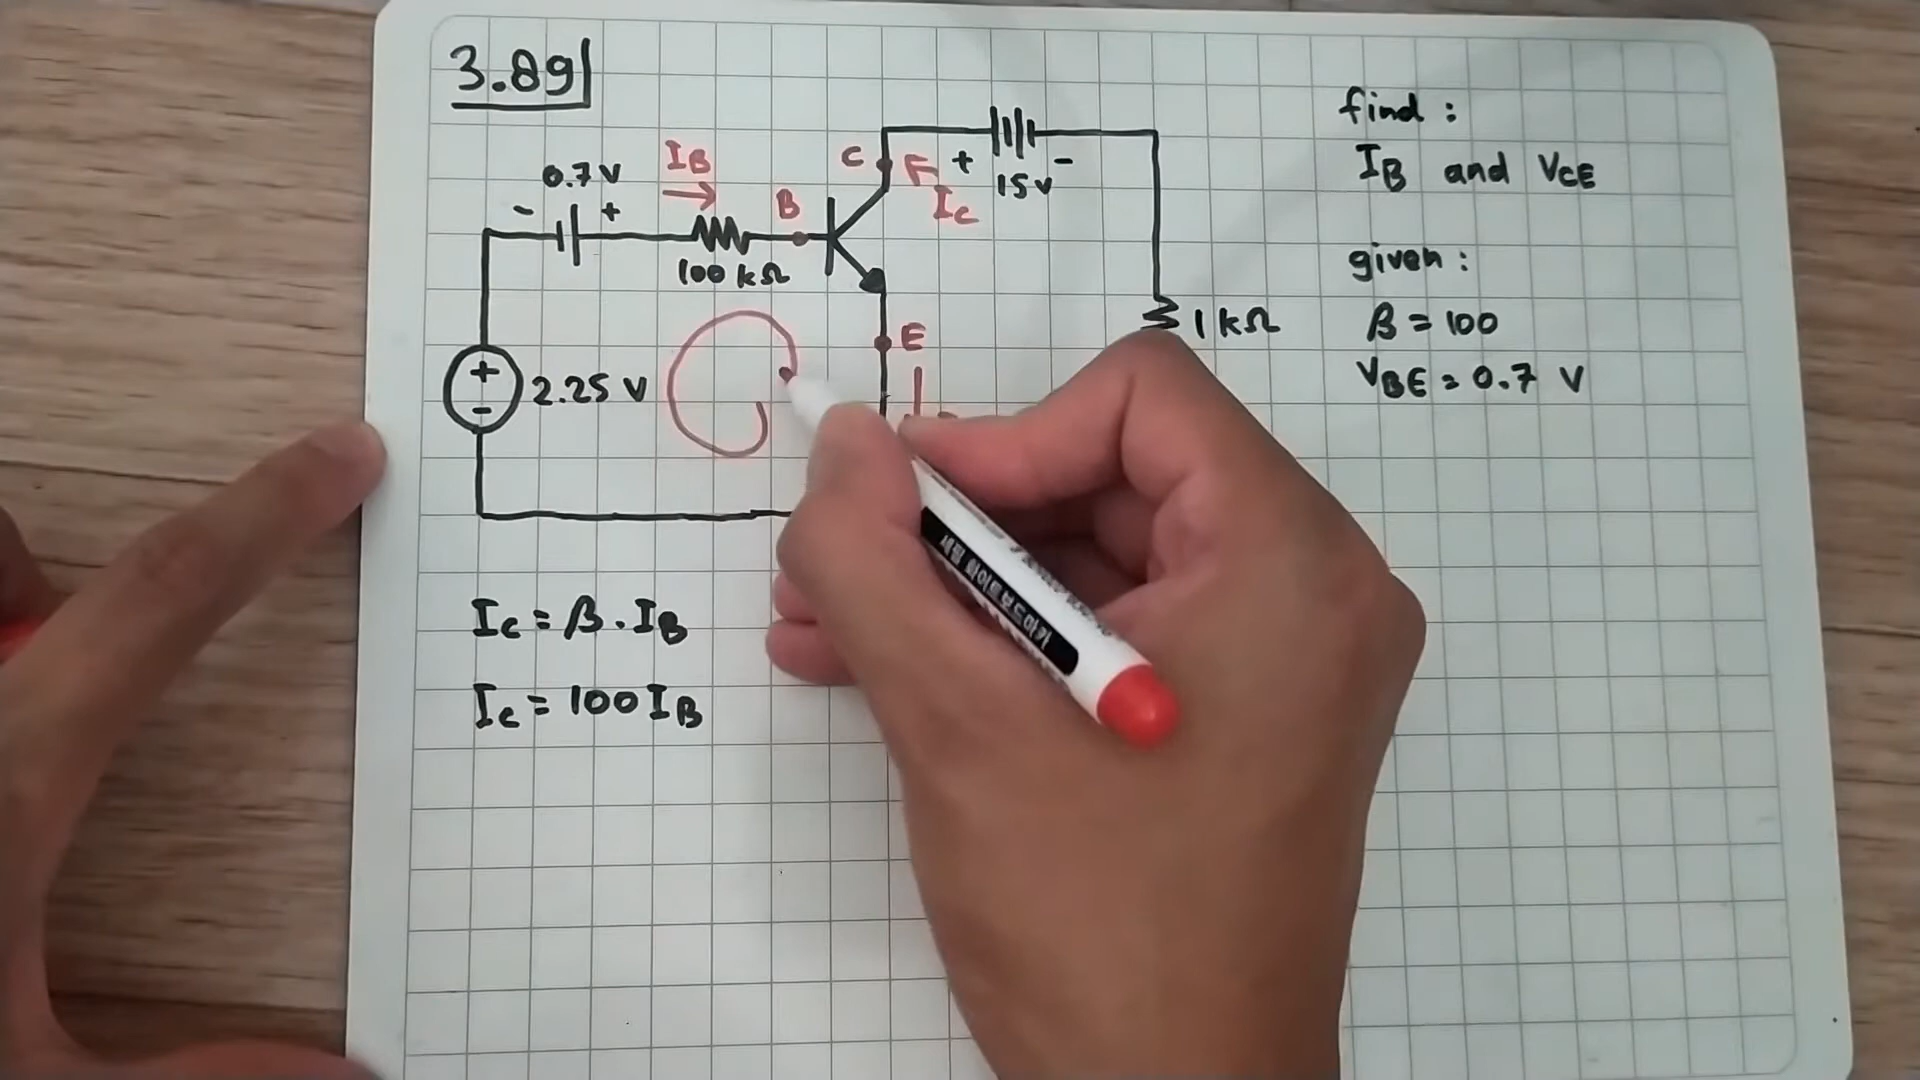 3.89
0.7 V
- +
IB
B
100 kΩ
C
IC
+ -
15 V
E
1 kΩ
+
-
2.25 V
IC = β . IB
IC = 100 IB
find :
IB and VCE
given :
β = 100
VBE = 0.7 V